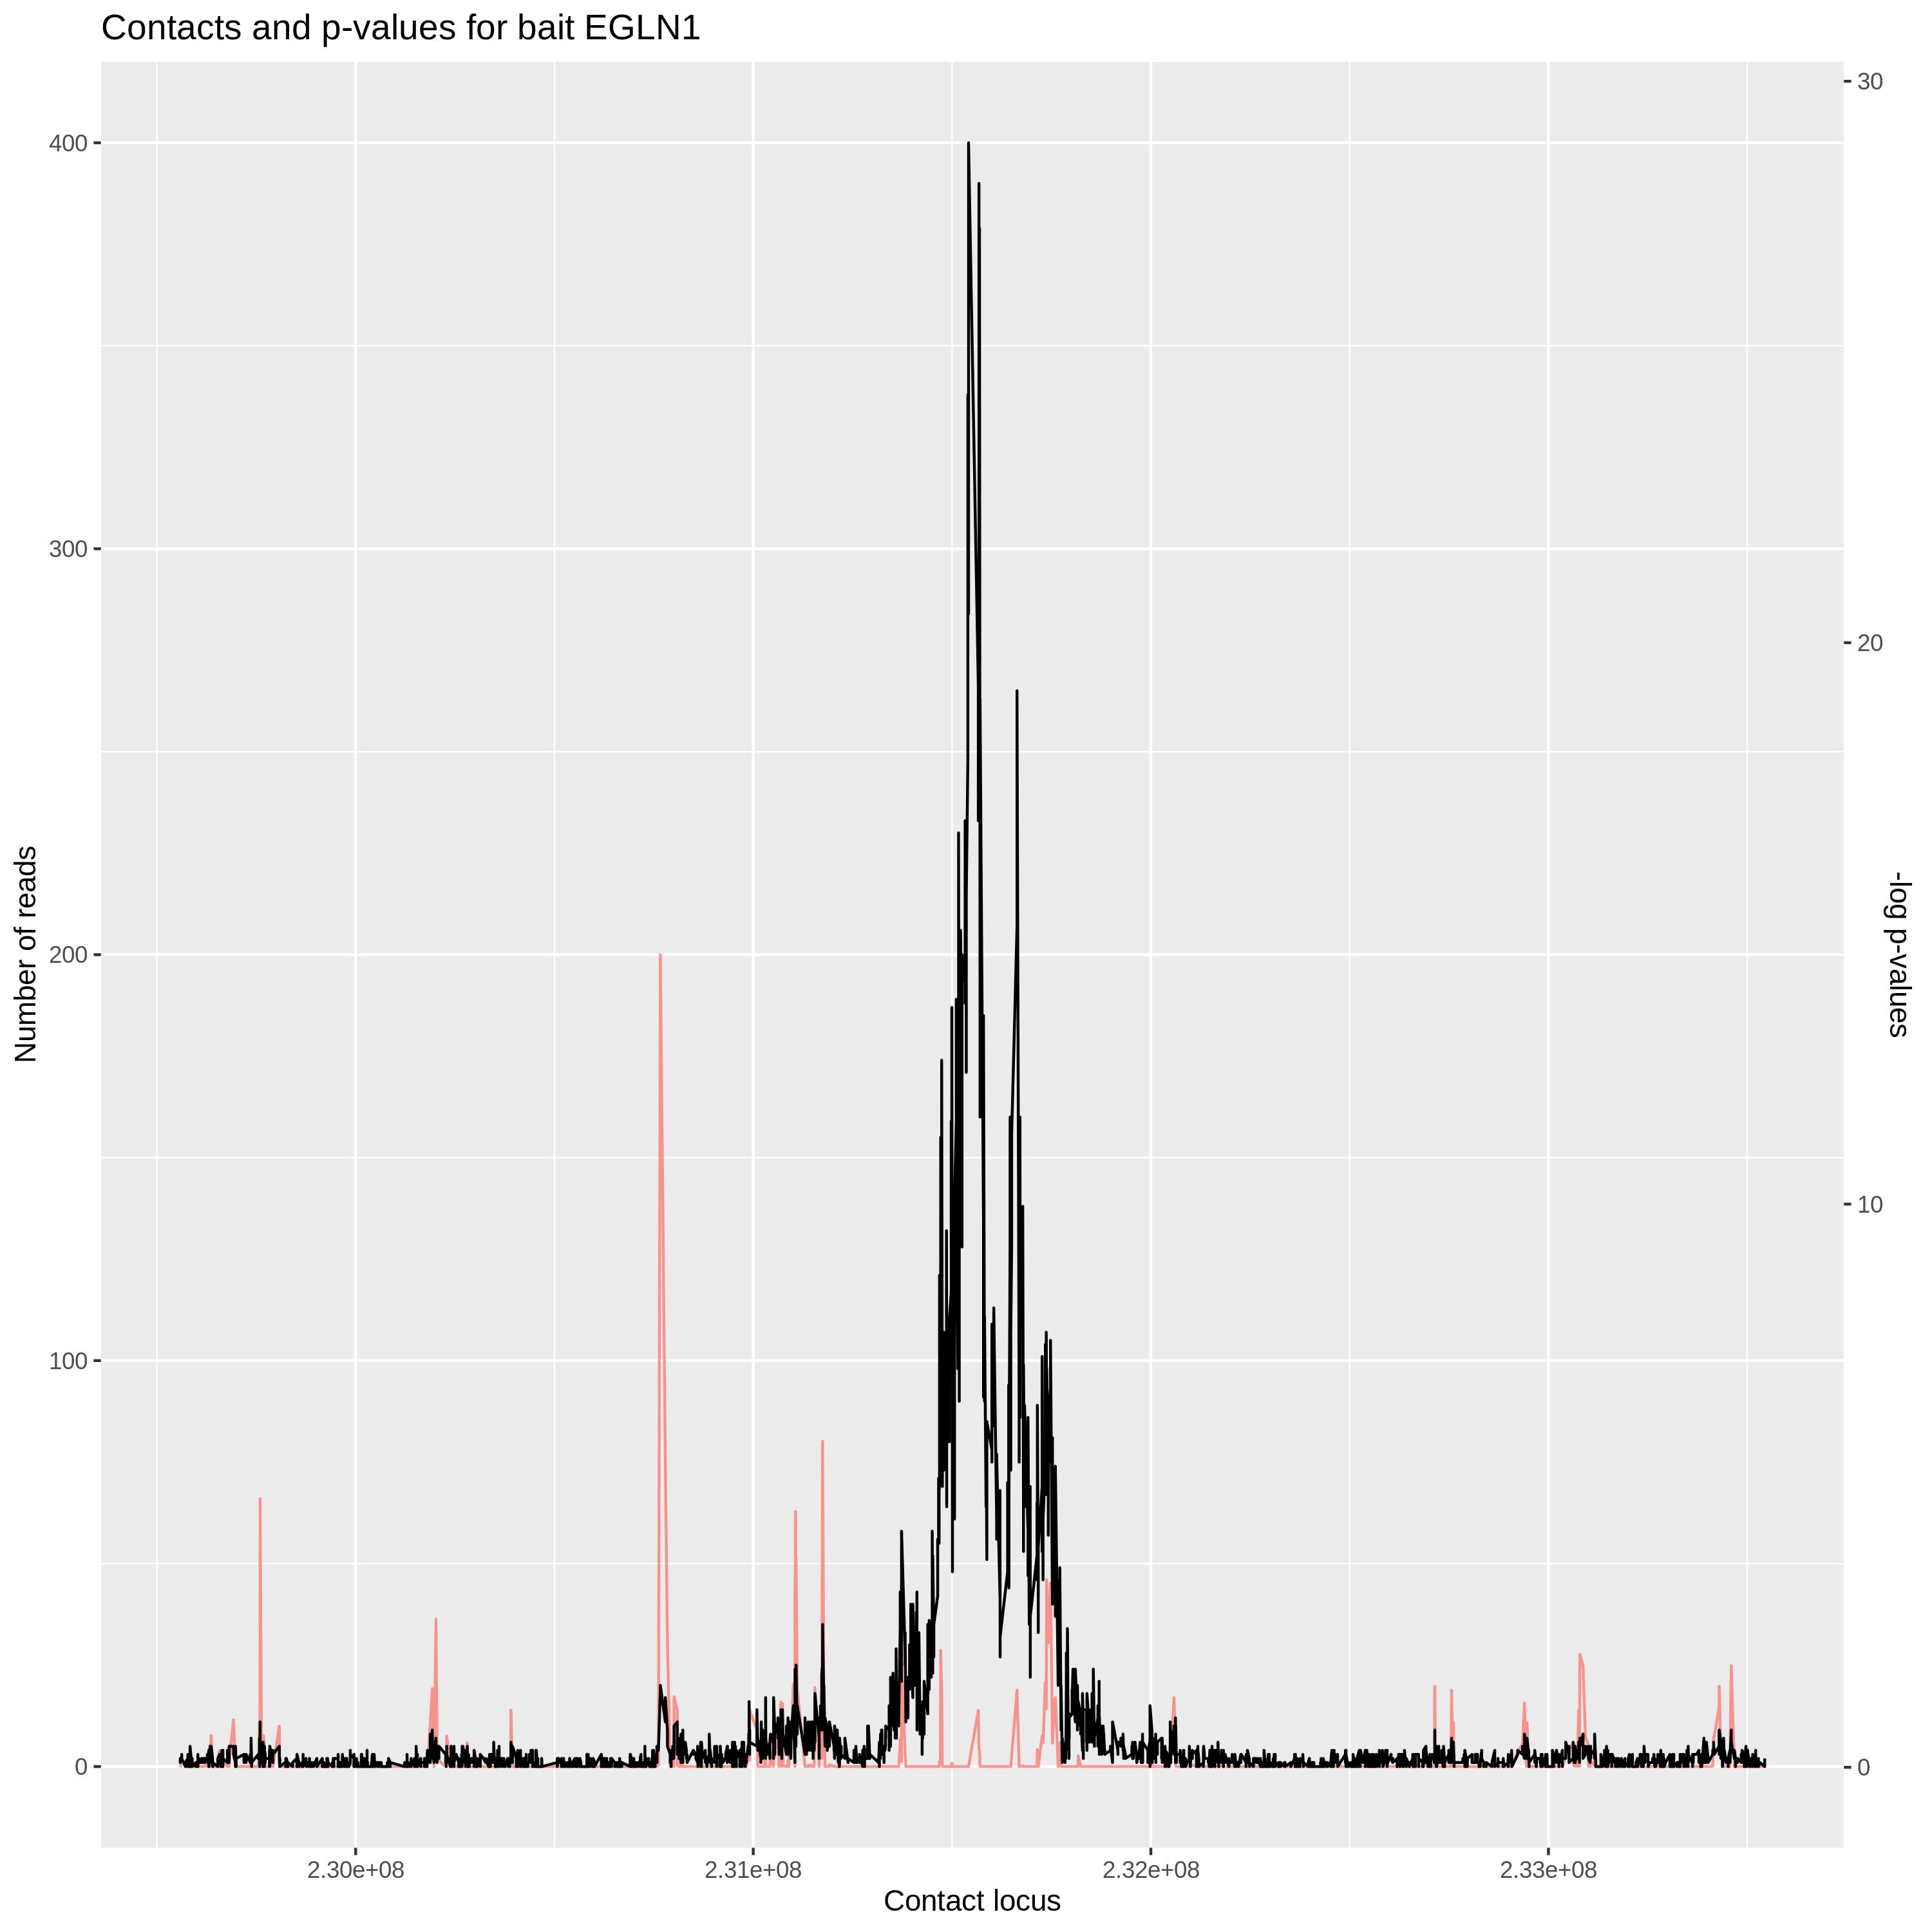 Contacts and p-values for bait EGLN1
30
400
300
20
Number of reads
-log p-values
200
10
100
0
0
2.30e+08 2.31e+08 2.32e+08 2.33e+08
Contact locus